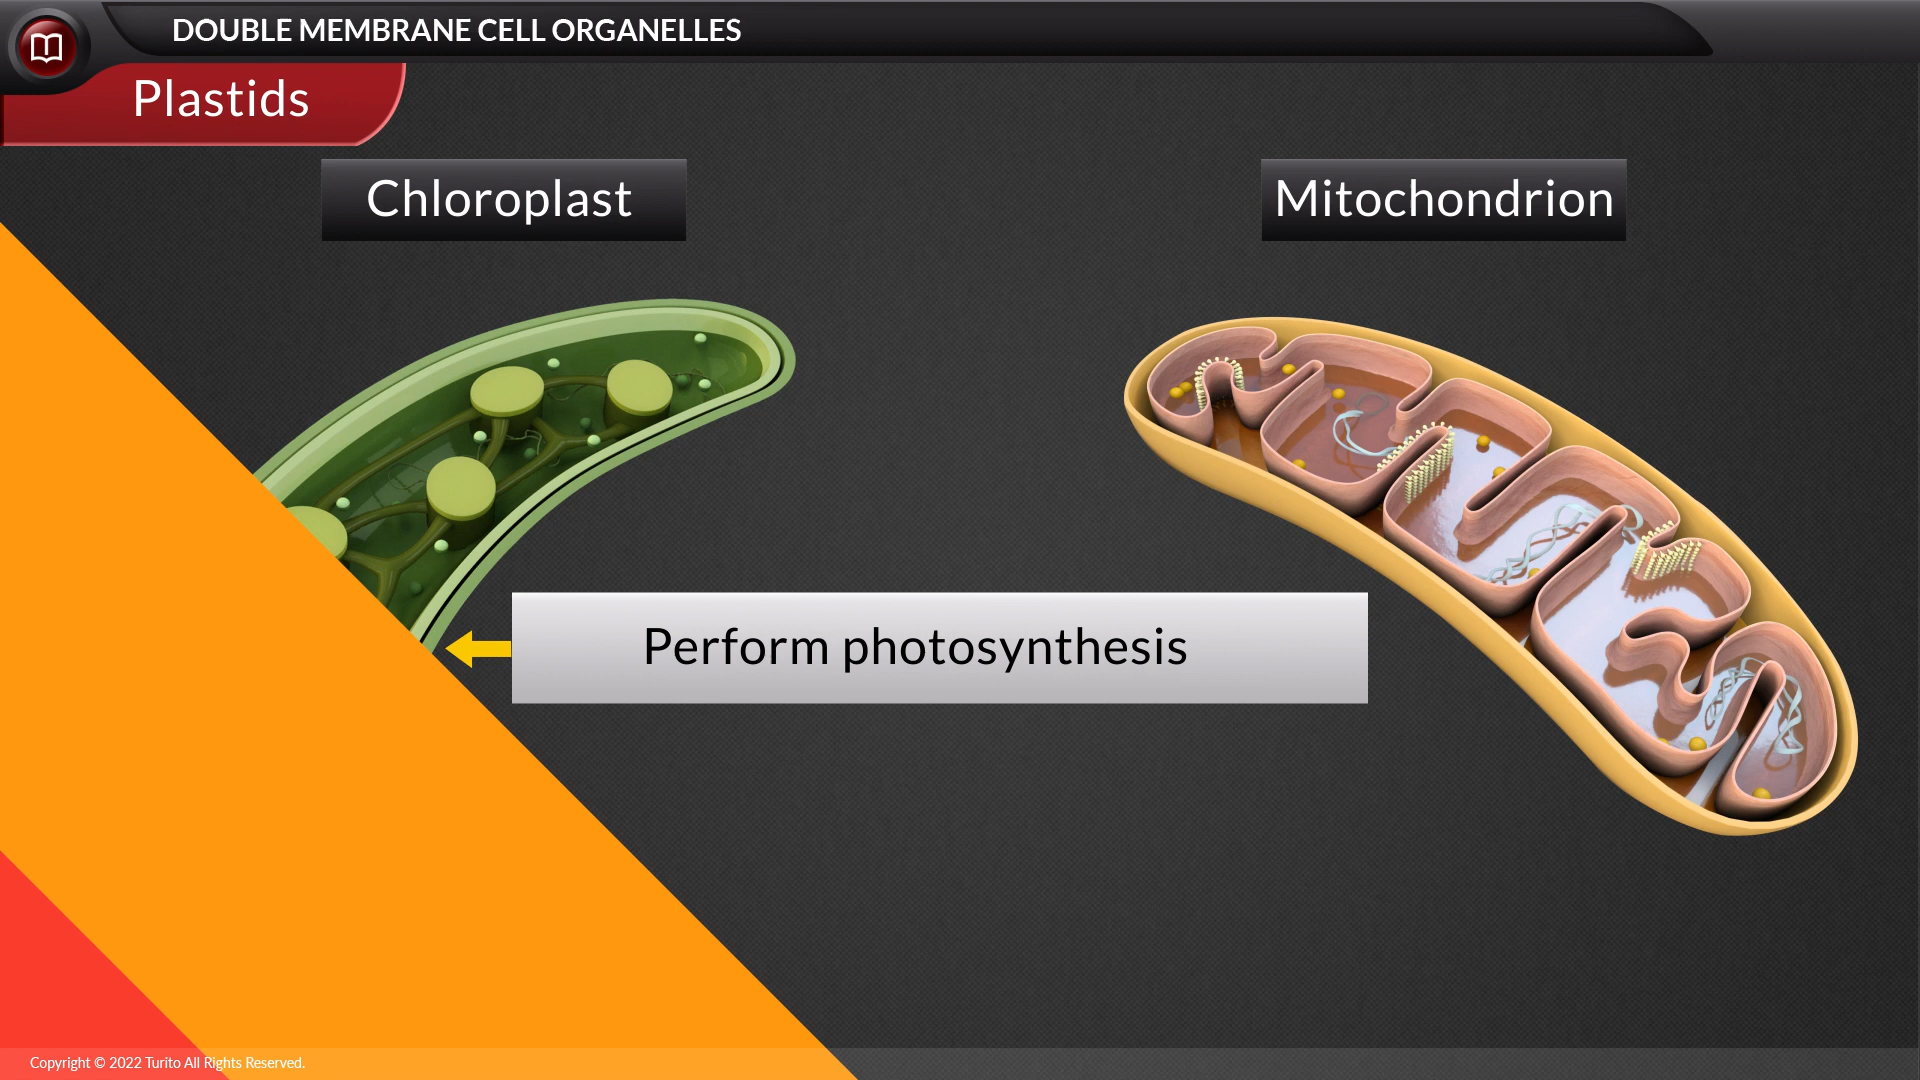 DOUBLE MEMBRANE CELL ORGANELLES
Plastids
Chloroplast
Mitochondrion
Perform photosynthesis
Copyright © 2022 Turito All Rights Reserved.